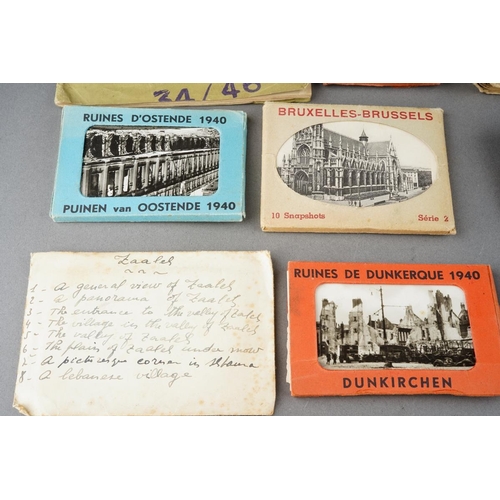 34/40
RUINES D'OSTENDE 1940
PUINEN van OOSTENDE 1940
BRUXELLES-BRUSSELS
10 Snapshots Série 2
Zaaleh
1 - A general view of Zaaleh
2 - A panorama of Zaaleh
3 - The entrance to the valley of Zaleh
4 - The village in the valley of Zaaleh
5 - The valley of Zaaleh
6 - The plain of Zaaleh under snow
7 - A picturesque corner in
8 - A lebanese village
RUINES DE DUNKERQUE 1940
DUNKIRCHEN